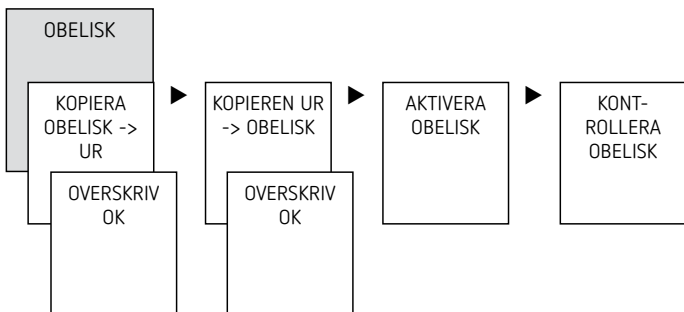 OBELISK
KOPIERA
OBELISK ->
UR
OVERSKRIV
OK
KOPIEREN UR
-> OBELISK
OVERSKRIV
OK
AKTIVERA
OBELISK
KONT-
ROLLERA
OBELISK